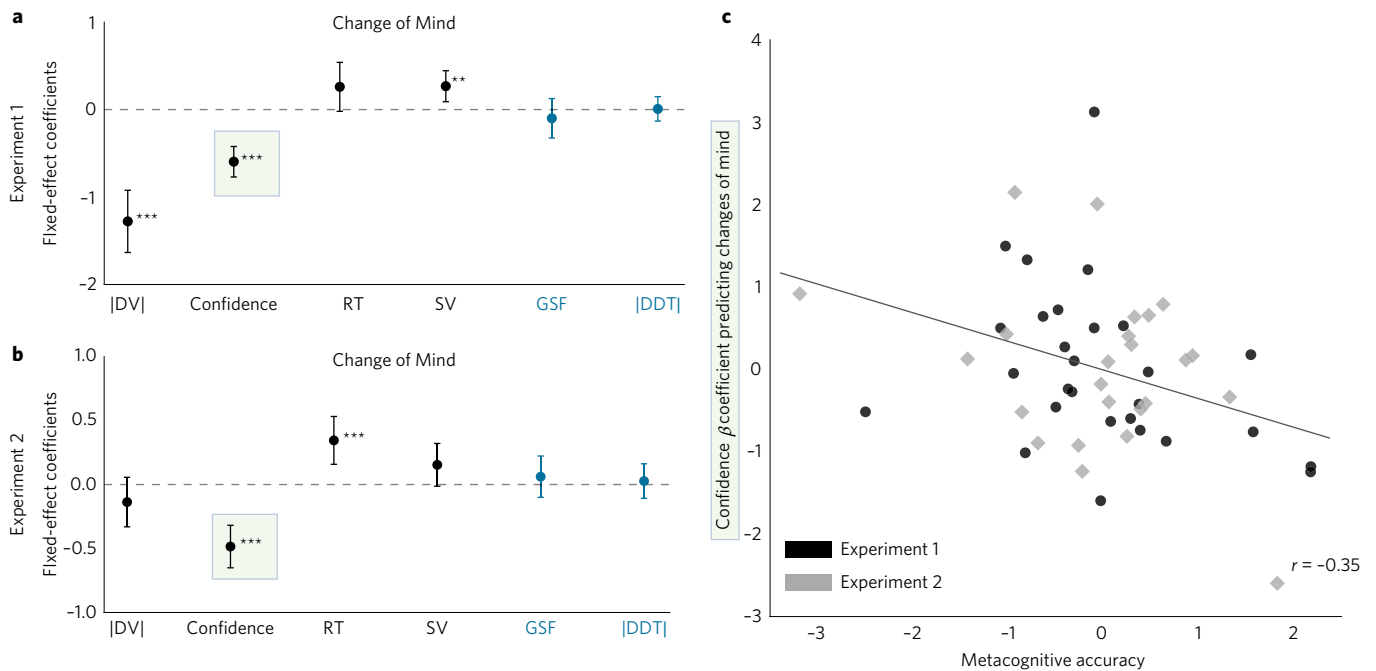 a
Change of Mind
Experiment 1
FIxed-effect coefficients
1
0
–1
–2
***
***
**
|DV|
Confidence
RT
SV
GSF
|DDT|
b
Change of Mind
Experiment 2
FIxed-effect coefficients
1.0
0.5
0.0
–0.5
–1.0
***
***
|DV|
Confidence
RT
SV
GSF
|DDT|
c
Confidence β coefficient predicting changes of mind
4
3
2
1
0
–1
–2
–3
Experiment 1
Experiment 2
r = –0.35
–3
–2
–1
0
1
2
Metacognitive accuracy